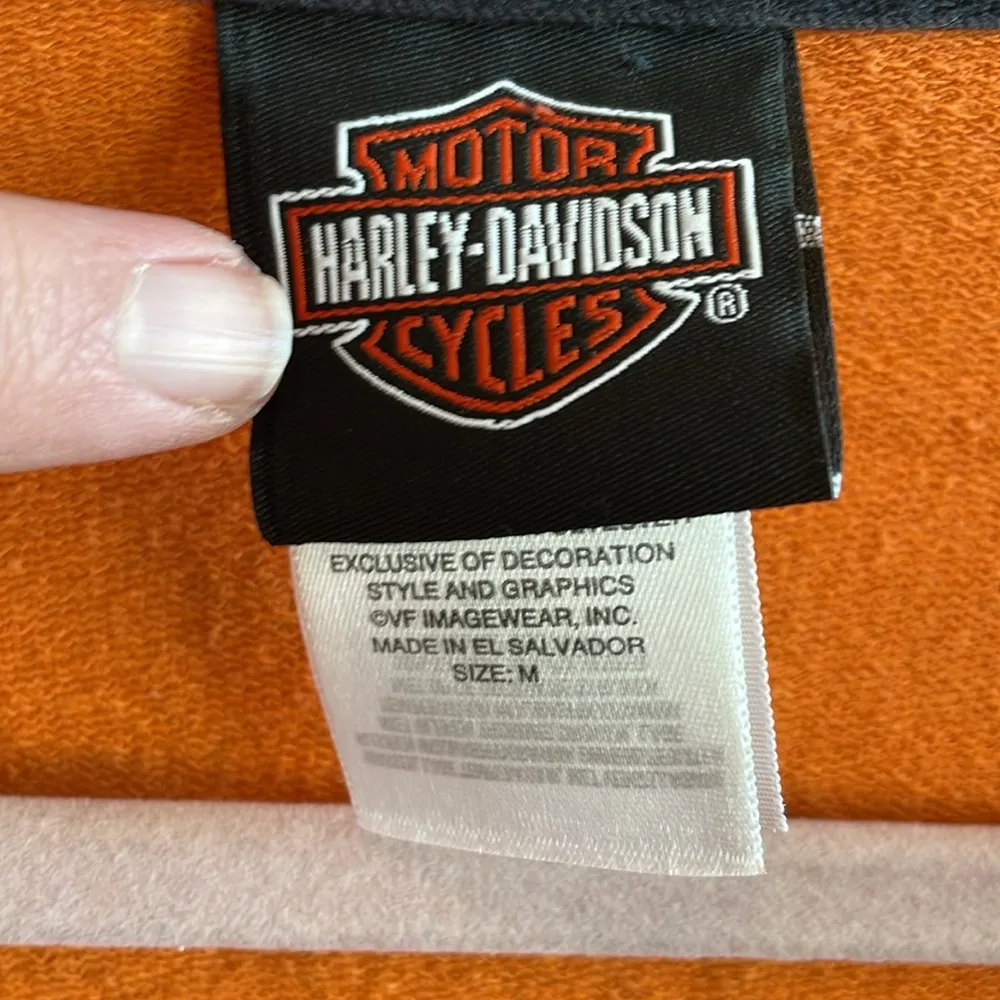 MOTOR
HARLEY-DAVIDSON
CYCLES
®
EXCLUSIVE OF DECORATION
STYLE AND GRAPHICS
©VF IMAGEWEAR, INC.
MADE IN EL SALVADOR
SIZE: M